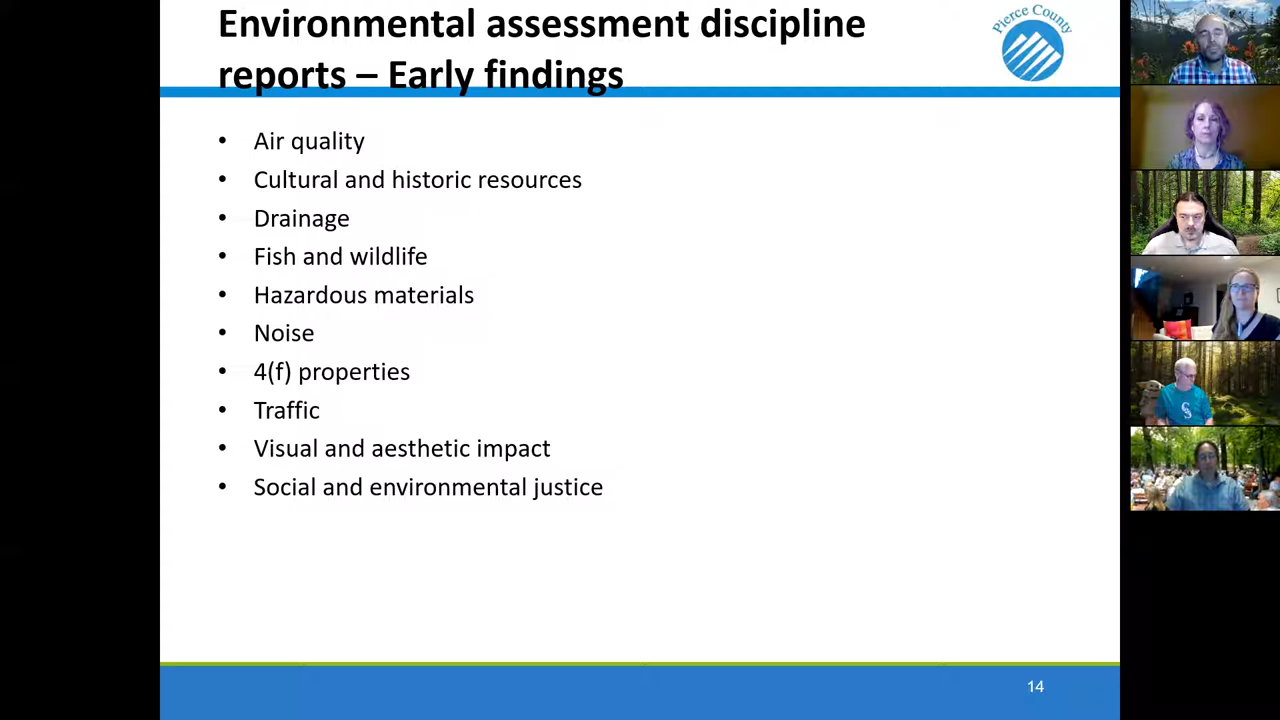 Environmental assessment discipline
reports – Early findings
Pierce County
• Air quality
• Cultural and historic resources
• Drainage
• Fish and wildlife
• Hazardous materials
• Noise
• 4(f) properties
• Traffic
• Visual and aesthetic impact
• Social and environmental justice
14